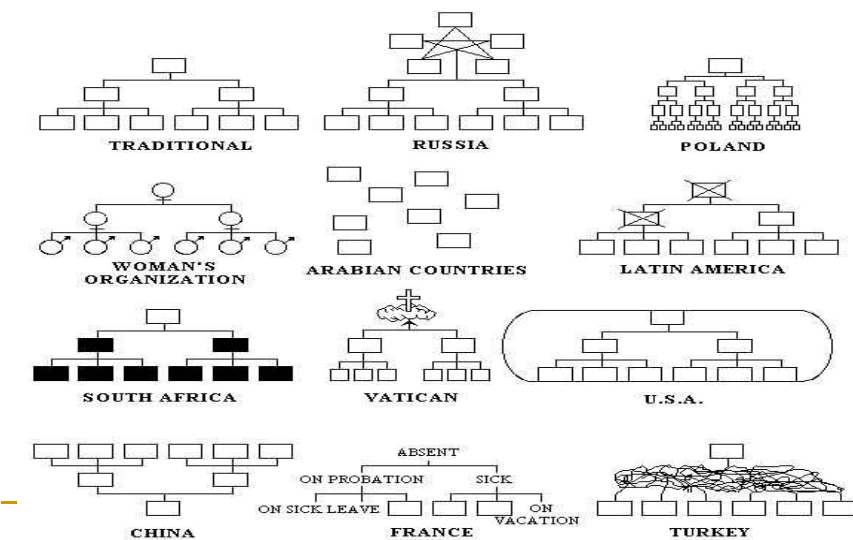 TRADITIONAL
RUSSIA
POLAND
WOMAN'S
ORGANIZATION
ARABIAN COUNTRIES
LATIN AMERICA
SOUTH AFRICA
VATICAN
U.S.A.
ABSENT
ON PROBATION
SICK
ON SICK LEAVE
ON
VACATION
CHINA
FRANCE
TURKEY